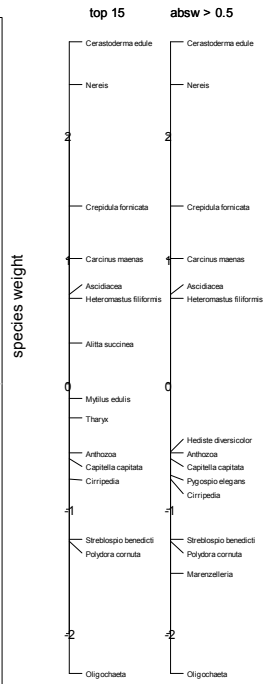 top 15
Cerastoderma edule
Nereis
2
Crepidula fornicata
1
Carcinus maenas
Ascidiacea
Heteromastus filiformis
Alitta succinea
0
Mytilus edulis
Tharyx
Anthozoa
Capitella capitata
Cirripedia
-1
Streblospio benedicti
Polydora cornuta
-2
Oligochaeta
absw > 0.5
Cerastoderma edule
Nereis
2
Crepidula fornicata
1
Carcinus maenas
Ascidiacea
Heteromastus filiformis
0
Hediste diversicolor
Anthozoa
Capitella capitata
Pygospio elegans
Cirripedia
-1
Streblospio benedicti
Polydora cornuta
Marenzelleria
-2
Oligochaeta
species weight